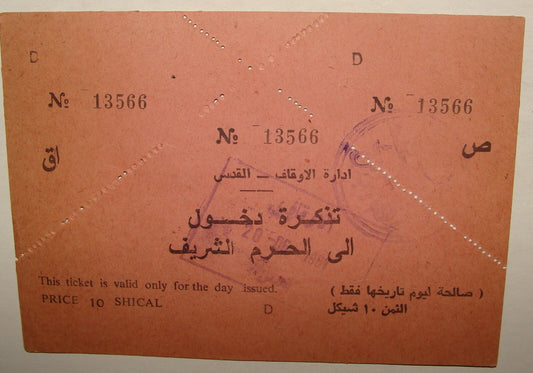 D
D
№ 13566
№ 13566
№ 13566
اق
ص
ادارة الاوقاف – القدس
تذكرة دخول
الى الحرم الشريف
This ticket is valid only for the day issued.
( صالحة ليوم تاريخها فقط )
PRICE 10 SHICAL
D
الثمن ١٠ شيكل